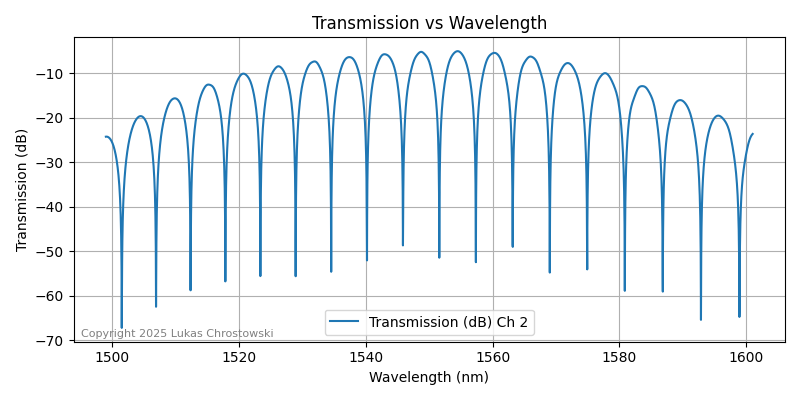 Transmission vs Wavelength
Transmission (dB)
−10
−20
−30
−40
−50
−60
−70
Copyright 2025 Lukas Chrostowski
Transmission (dB) Ch 2
1500 1520 1540 1560 1580 1600
Wavelength (nm)